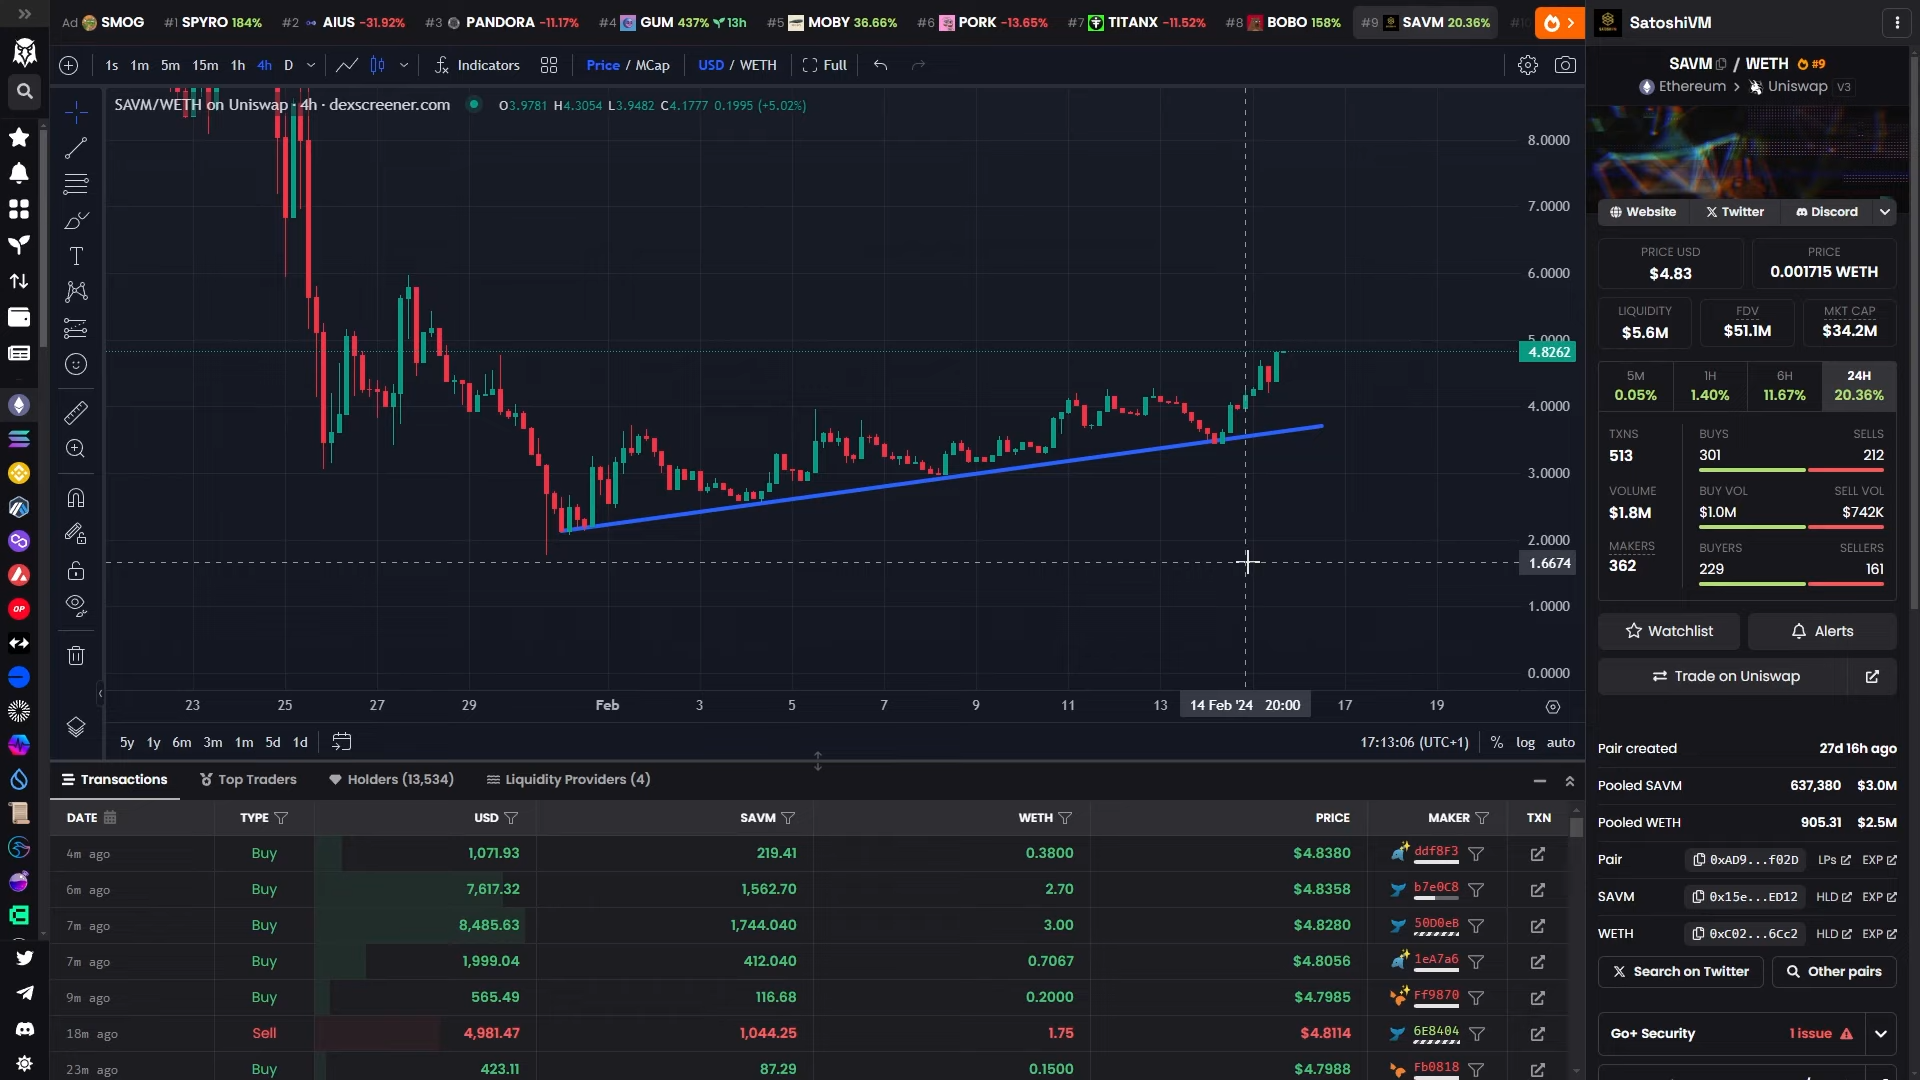 Ad SMOG #1 SPYRO 184% #2 AIUS -31.92% #3 PANDORA -11.17% #4 GUM 437% 13h #5 MOBY 36.66% #6 PORK -13.65% #7 TITANX -11.52% #8 BOBO 158% #9 SAVM 20.36%
SatoshiVM
1s 1m 5m 15m 1h 4h D Indicators Price / MCap USD / WETH Full
SAVM / WETH #9
Ethereum > Uniswap V3
SAVM/WETH on Uniswap · 4h · dexscreener.com O3.9781 H4.3054 L3.9482 C4.1777 0.1995 (+5.02%)
8.0000
7.0000
6.0000
5.0000
4.8262
4.0000
3.0000
2.0000
1.6674
1.0000
0.0000
23 25 27 29 Feb 3 5 7 9 11 13 14 Feb '24 20:00 17 19
5y 1y 6m 3m 1m 5d 1d 17:13:06 (UTC+1) % log auto
OP
Website Twitter Discord
PRICE USD PRICE
$4.83 0.001715 WETH
LIQUIDITY FDV MKT CAP
$5.6M $51.1M $34.2M
5M 1H 6H 24H
0.05% 1.40% 11.67% 20.36%
TXNS BUYS SELLS
513 301 212
VOLUME BUY VOL SELL VOL
$1.8M $1.0M $742K
MAKERS BUYERS SELLERS
362 229 161
Watchlist Alerts
Trade on Uniswap
Pair created 27d 16h ago
Pooled SAVM 637,380 $3.0M
Pooled WETH 905.31 $2.5M
Pair 0xAD9...f02D LPs EXP
SAVM 0x15e...ED12 HLD EXP
WETH 0xC02...6Cc2 HLD EXP
Search on Twitter Other pairs
Go+ Security 1 issue
Transactions Top Traders Holders (13,534) Liquidity Providers (4)
DATE TYPE USD SAVM WETH PRICE MAKER TXN
4m ago Buy 1,071.93 219.41 0.3800 $4.8380 ddf8F3
6m ago Buy 7,617.32 1,562.70 2.70 $4.8358 b7e0C8
7m ago Buy 8,485.63 1,744.040 3.00 $4.8280 50D0eB
7m ago Buy 1,999.04 412.040 0.7067 $4.8056 1eA7a6
9m ago Buy 565.49 116.68 0.2000 $4.7985 Ff9870
18m ago Sell 4,981.47 1,044.25 1.75 $4.8114 6E8404
23m ago Buy 423.11 87.29 0.1500 $4.7988 Fb0818